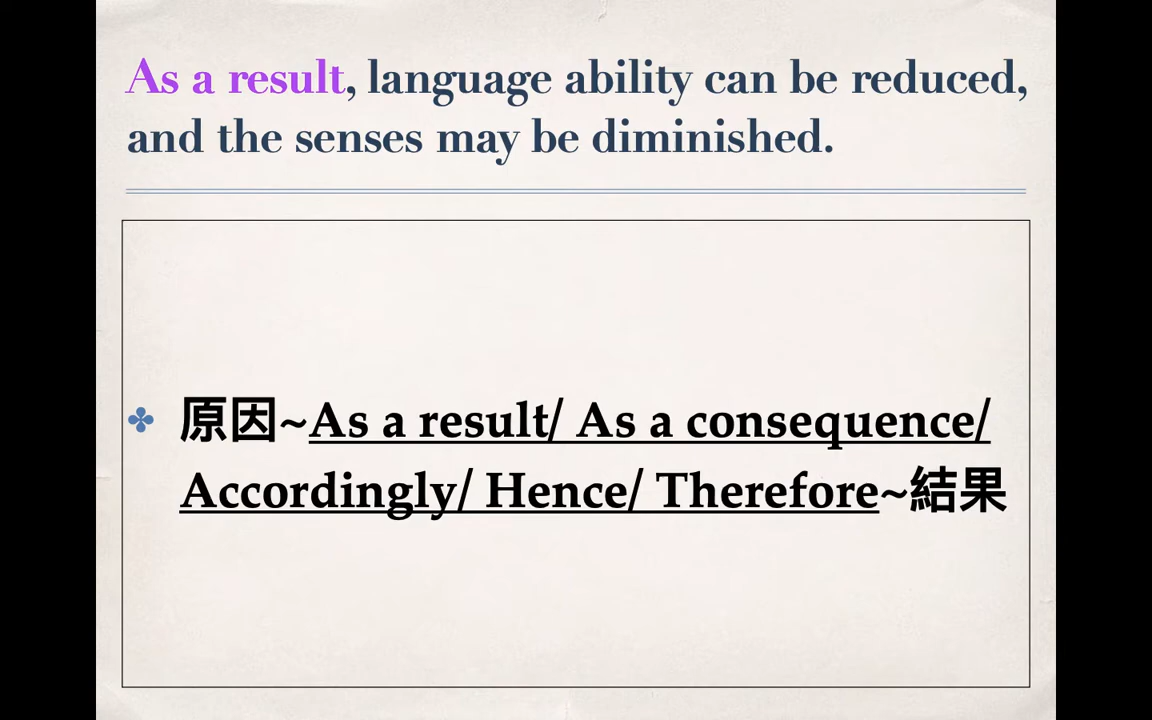 As a result, language ability can be reduced,
and the senses may be diminished.
原因~As a result/ As a consequence/
Accordingly/ Hence/ Therefore~結果